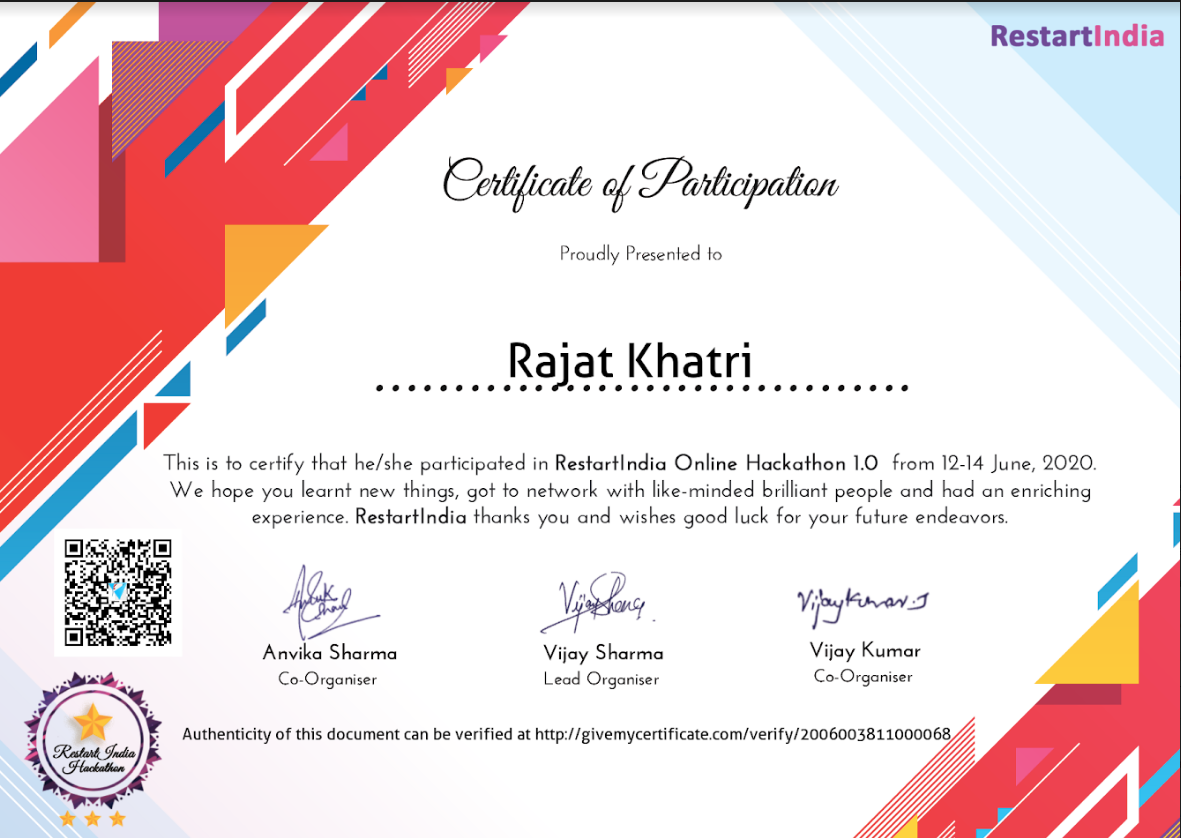 RestartIndia
Certificate of Participation
Proudly Presented to
Rajat Khatri
This is to certify that he/she participated in RestartIndia Online Hackathon 1.0 from 12-14 June, 2020.
We hope you learnt new things, got to network with like-minded brilliant people and had an enriching
experience. RestartIndia thanks you and wishes good luck for your future endeavors.
Vijaykumar.J
Anvika Sharma
Vijay Sharma
Vijay Kumar
Co-Organiser
Lead Organiser
Co-Organiser
Authenticity of this document can be verified at http://givemycertificate.com/verify/2006003811000068
Restart India
Hackathon